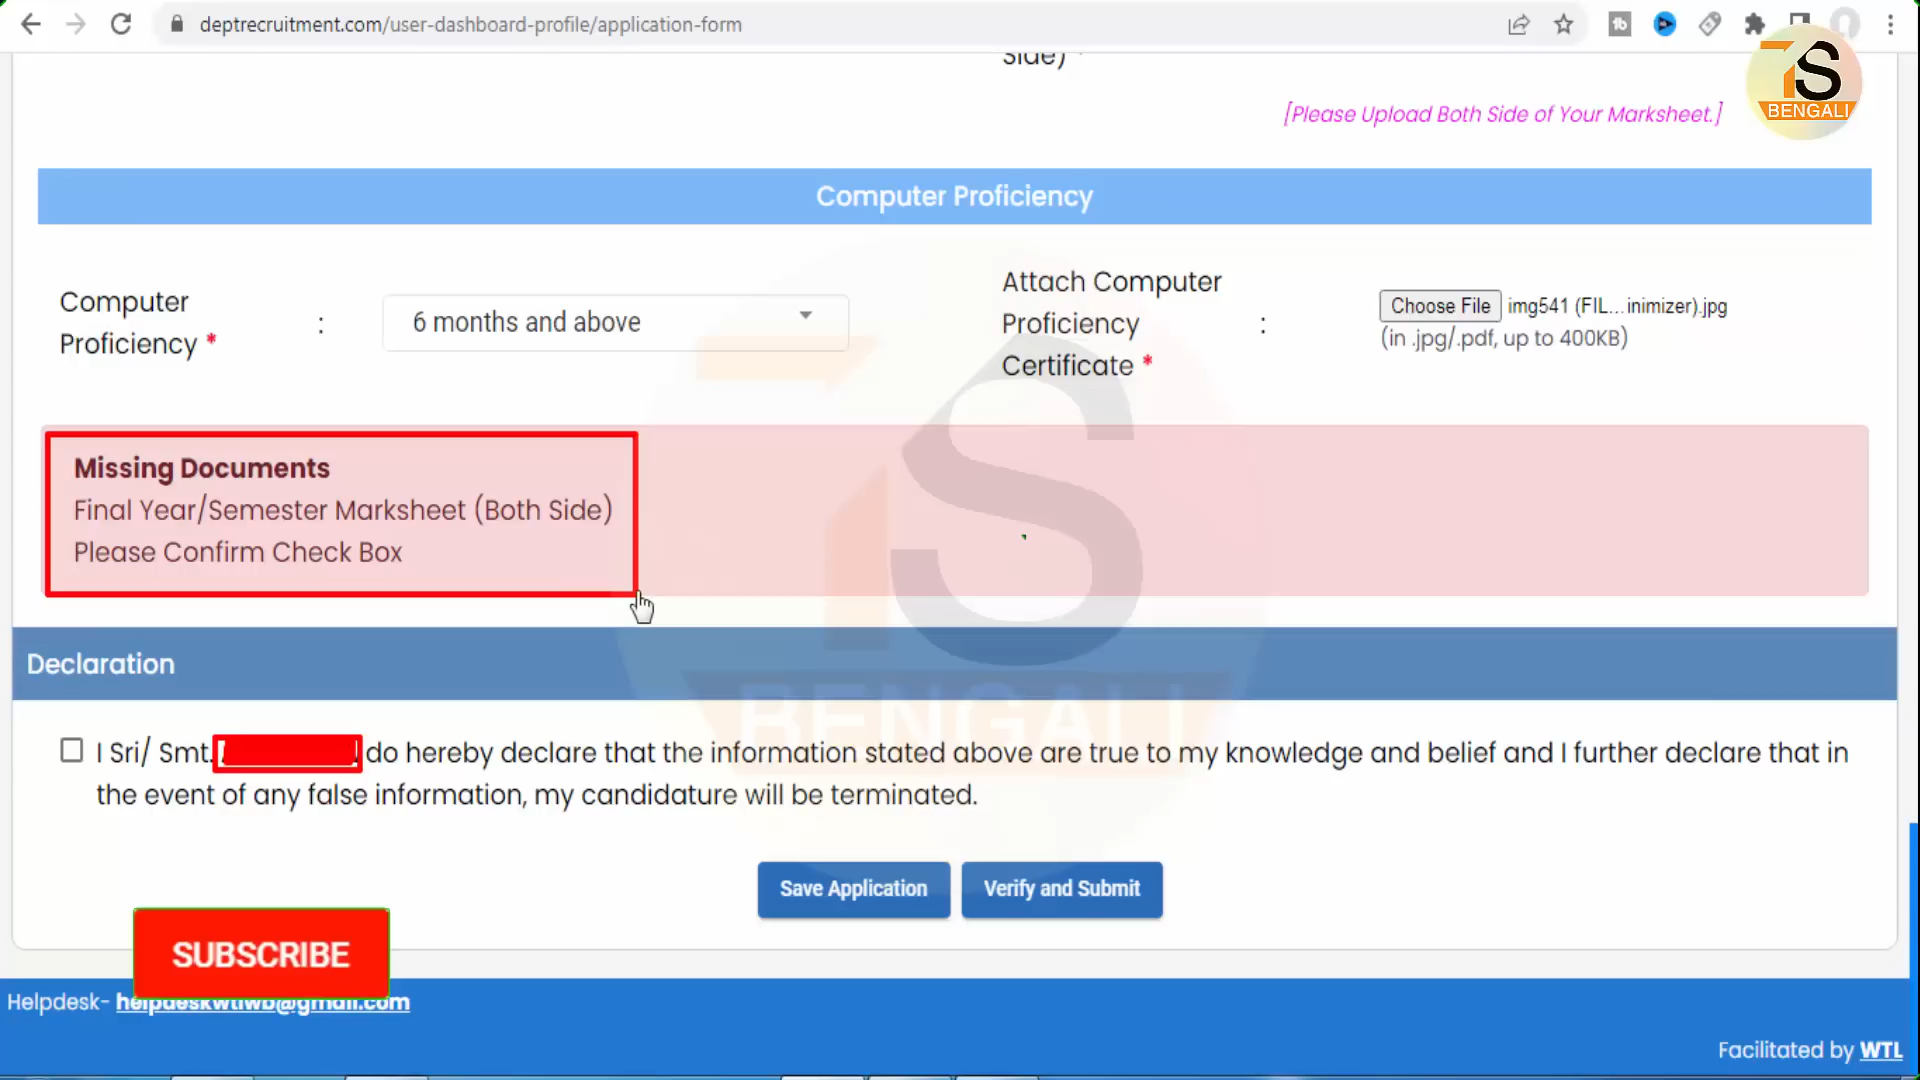 deptrecruitment.com/user-dashboard-profile/application-form
Side) *
[Please Upload Both Side of Your Marksheet.]
1S
BENGALI
Computer Proficiency
Computer
Proficiency *
:
6 months and above
Attach Computer
Proficiency
Certificate *
:
Choose File img541 (FIL...inimizer).jpg
(in .jpg/.pdf, up to 400KB)
Missing Documents
Final Year/Semester Marksheet (Both Side)
Please Confirm Check Box
Declaration
I Sri/ Smt. do hereby declare that the information stated above are true to my knowledge and belief and I further declare that in
the event of any false information, my candidature will be terminated.
BENGALI
Save Application
Verify and Submit
SUBSCRIBE
Helpdesk- helpdeskwtlwb@gmail.com
Facilitated by WTL